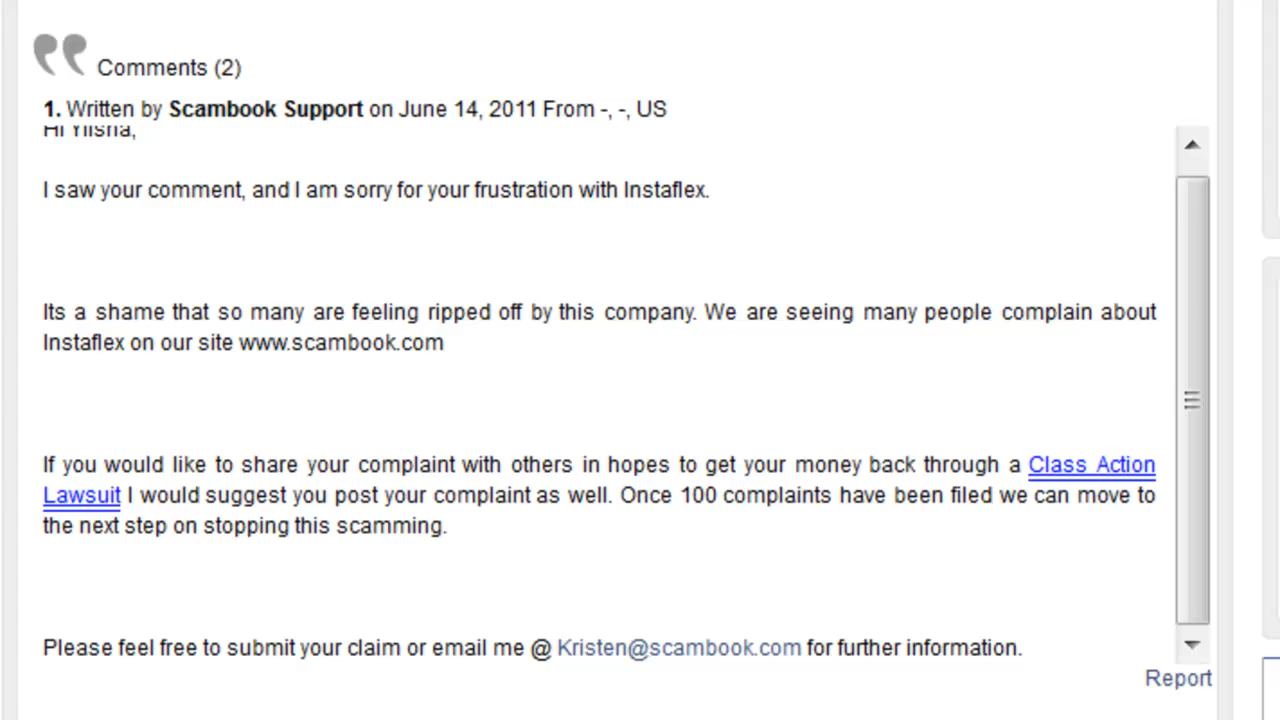 Comments (2)
1. Written by Scambook Support on June 14, 2011 From -, -, US
Hi
I saw your comment, and I am sorry for your frustration with Instaflex.
Its a shame that so many are feeling ripped off by this company. We are seeing many people complain about
Instaflex on our site www.scambook.com
If you would like to share your complaint with others in hopes to get your money back through a Class Action
Lawsuit I would suggest you post your complaint as well. Once 100 complaints have been filed we can move to
the next step on stopping this scamming.
Please feel free to submit your claim or email me @ Kristen@scambook.com for further information.
Report